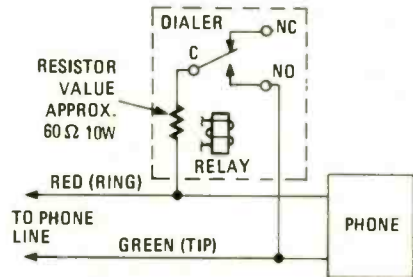 DIALER
NC
C
NO
RESISTOR
VALUE
APPROX.
60Ω 10W
RELAY
RED (RING)
TO PHONE
LINE
PHONE
GREEN (TIP)